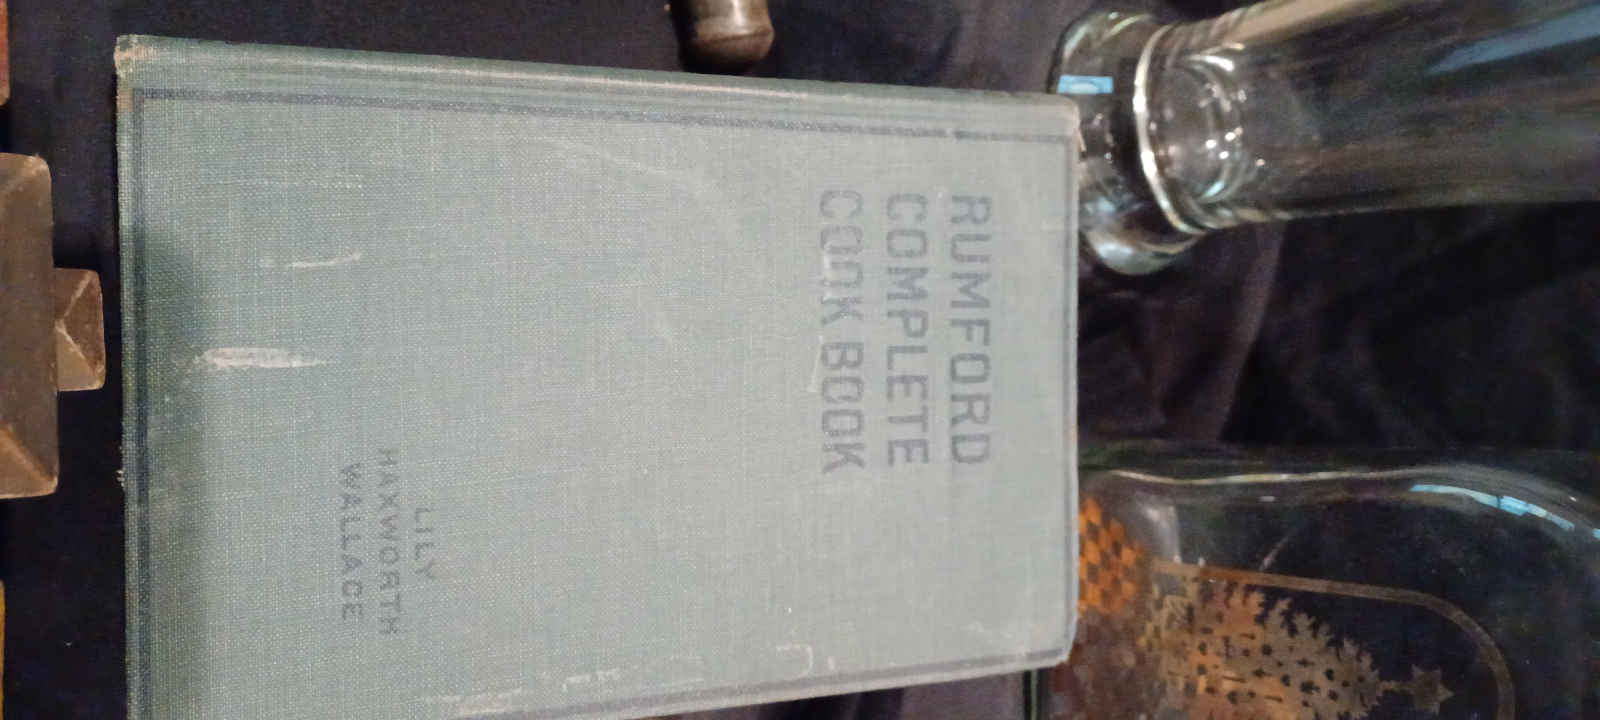 RUMFORD
COMPLETE
COOK BOOK
LILY
HAXWORTH
WALLACE